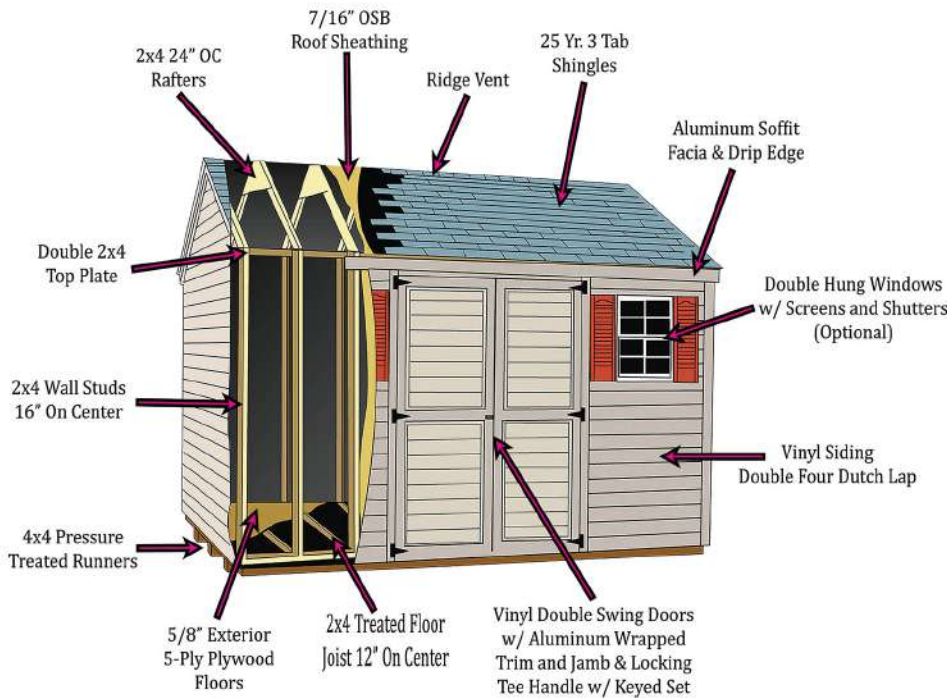 7/16” OSB
Roof Sheathing
2x4 24” OC
Rafters
Ridge Vent
25 Yr. 3 Tab
Shingles
Aluminum Soffit
Facia & Drip Edge
Double 2x4
Top Plate
Double Hung Windows
w/ Screens and Shutters
(Optional)
2x4 Wall Studs
16” On Center
Vinyl Siding
Double Four Dutch Lap
4x4 Pressure
Treated Runners
5/8” Exterior
5-Ply Plywood
Floors
2x4 Treated Floor
Joist 12” On Center
Vinyl Double Swing Doors
w/ Aluminum Wrapped
Trim and Jamb & Locking
Tee Handle w/ Keyed Set